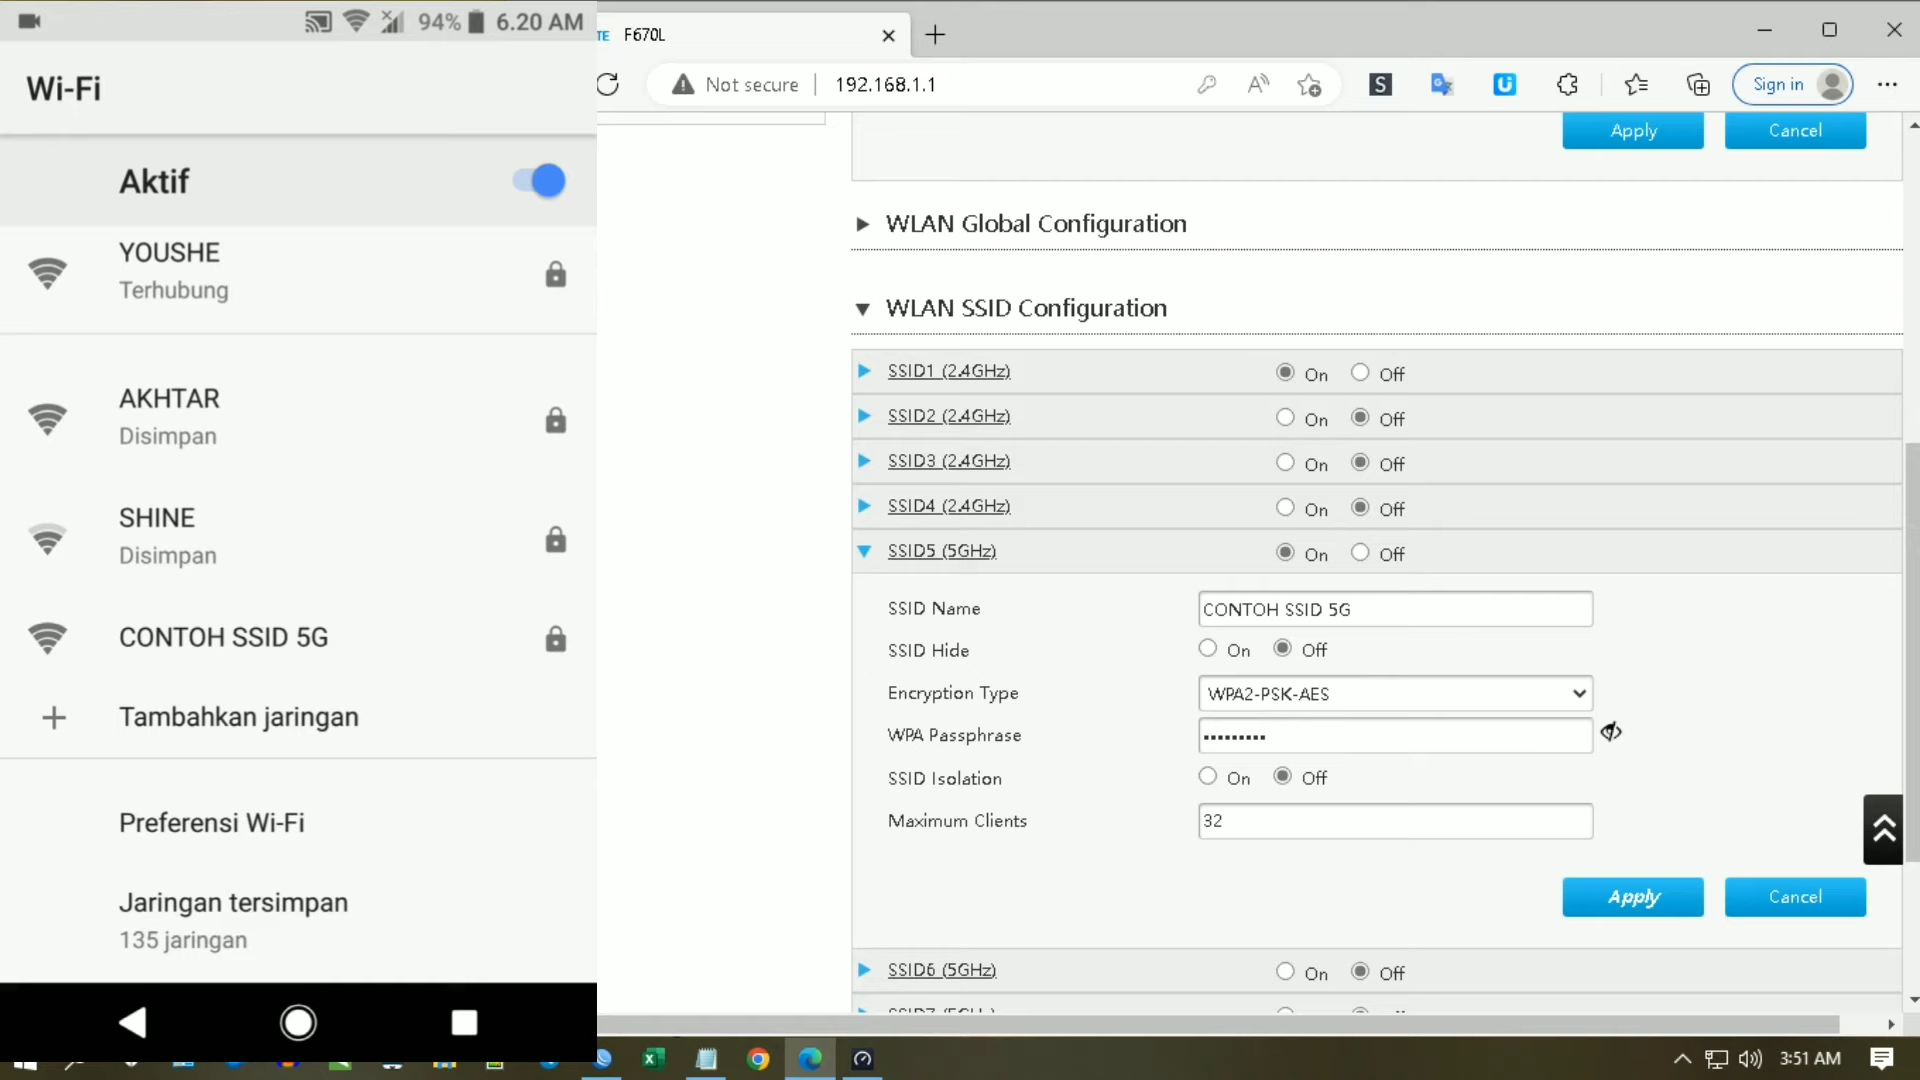 94% 6.20 AM
Wi-Fi
Aktif
YOUSHE
Terhubung
AKHTAR
Disimpan
SHINE
Disimpan
CONTOH SSID 5G
Tambahkan jaringan
Preferensi Wi-Fi
Jaringan tersimpan
135 jaringan
TE F670L
Not secure 192.168.1.1
S
Sign in
Apply Cancel
WLAN Global Configuration
WLAN SSID Configuration
SSID1 (2.4GHz) On Off
SSID2 (2.4GHz) On Off
SSID3 (2.4GHz) On Off
SSID4 (2.4GHz) On Off
SSID5 (5GHz) On Off
SSID Name CONTOH SSID 5G
SSID Hide On Off
Encryption Type WPA2-PSK-AES
WPA Passphrase •••••••••
SSID Isolation On Off
Maximum Clients 32
Apply Cancel
SSID6 (5GHz) On Off
3:51 AM